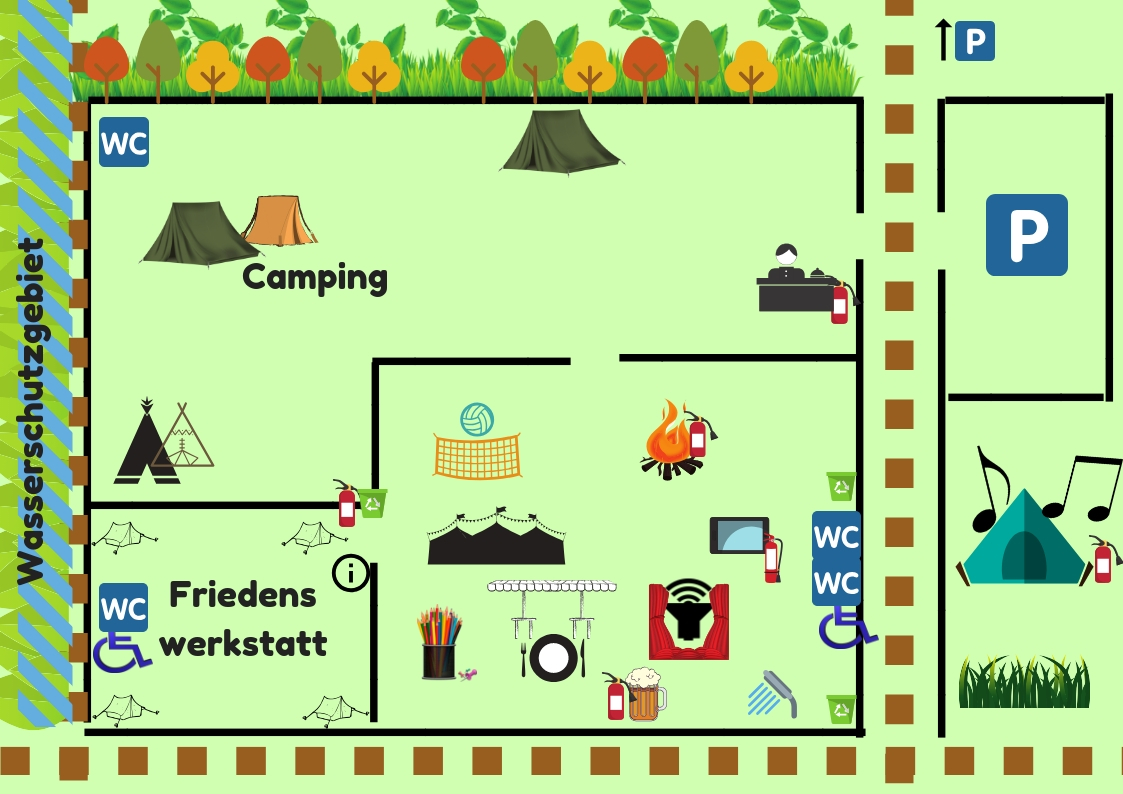 P
WC
P
Camping
Wasserschutzgebiet
WC
WC
i
WC
Friedens
werkstatt